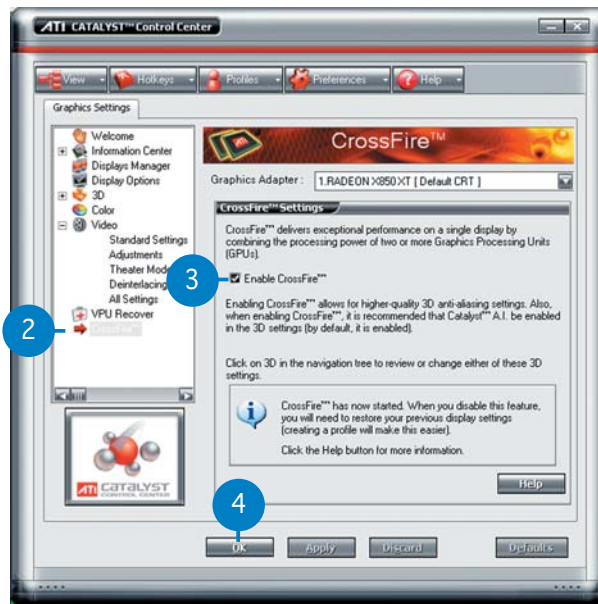 ATI CATALYST™ Control Center
View Hotkeys Profiles Preferences Help
Graphics Settings
Welcome
Information Center
Displays Manager
Display Options
3D
Color
Video
Standard Settings
Adjustments
Theater Mode
Deinterlacing
All Settings
VPU Recover
CrossFire™
2
CrossFire™
Graphics Adapter : 1.RADEON X850 XT [ Default CRT ]
CrossFire™ Settings
CrossFire™ delivers exceptional performance on a single display by
combining the processing power of two or more Graphics Processing Units
(GPUs).
3
Enable CrossFire™
Enabling CrossFire™ allows for higher-quality 3D anti-aliasing settings. Also,
when enabling CrossFire™, it is recommended that Catalyst™ A.I. be enabled
in the 3D settings (by default, it is enabled).
Click on 3D in the navigation tree to review or change either of these 3D
settings.
CrossFire™ has now started. When you disable this feature,
you will need to restore your previous display settings
(creating a profile will make this easier).
Click the Help button for more information.
Help
ATI CATALYST
CONTROL CENTER
4
OK Apply Discard Defaults